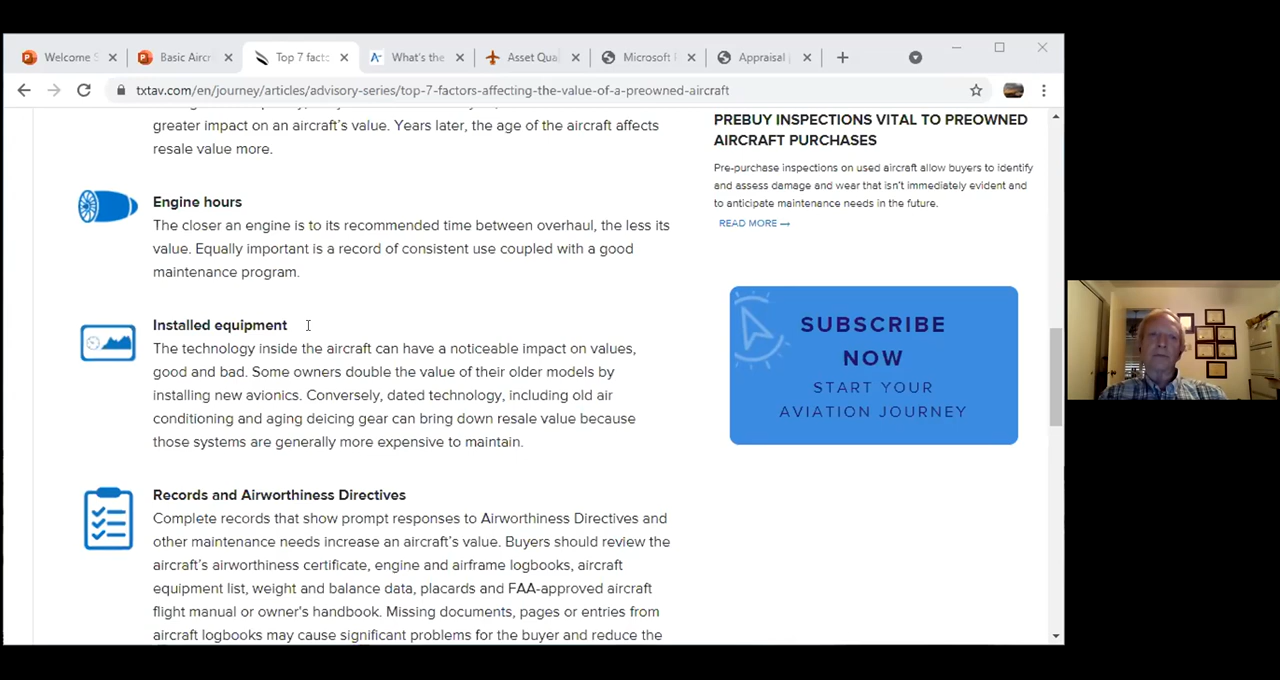 Welcome S
Basic Aircr
Top 7 facto
What's the
Asset Qua
Microsoft
Appraisal
txtav.com/en/journey/articles/advisory-series/top-7-factors-affecting-the-value-of-a-preowned-aircraft
greater impact on an aircraft's value. Years later, the age of the aircraft affects
resale value more.
Engine hours
The closer an engine is to its recommended time between overhaul, the less its
value. Equally important is a record of consistent use coupled with a good
maintenance program.
Installed equipment
The technology inside the aircraft can have a noticeable impact on values,
good and bad. Some owners double the value of their older models by
installing new avionics. Conversely, dated technology, including old air
conditioning and aging deicing gear can bring down resale value because
those systems are generally more expensive to maintain.
Records and Airworthiness Directives
Complete records that show prompt responses to Airworthiness Directives and
other maintenance needs increase an aircraft's value. Buyers should review the
aircraft's airworthiness certificate, engine and airframe logbooks, aircraft
equipment list, weight and balance data, placards and FAA-approved aircraft
flight manual or owner's handbook. Missing documents, pages or entries from
aircraft logbooks may cause significant problems for the buyer and reduce the
PREBUY INSPECTIONS VITAL TO PREOWNED
AIRCRAFT PURCHASES
Pre-purchase inspections on used aircraft allow buyers to identify
and assess damage and wear that isn't immediately evident and
to anticipate maintenance needs in the future.
READ MORE →
SUBSCRIBE
NOW
START YOUR
AVIATION JOURNEY